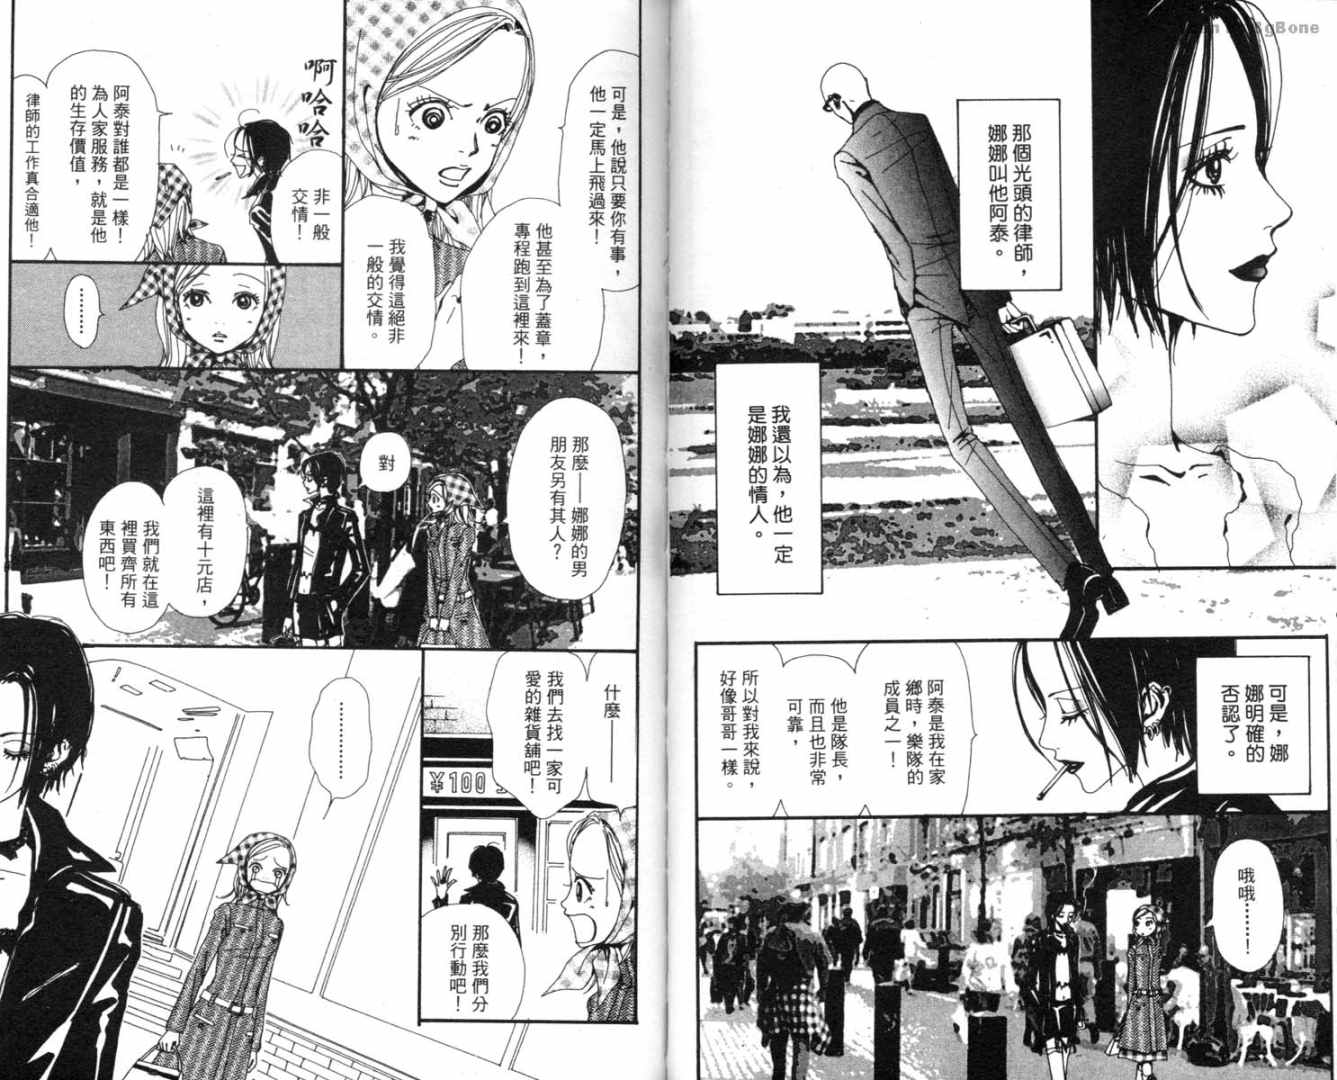 那個光頭的律師，
娜娜叫他阿泰。
我還以為，他一定
是娜娜的情人。
可是，娜
娜明確的
否認了。
阿泰是我在家
鄉時，樂隊的
成員之一！
他是隊長，
而且也非常
可靠，
所以對我來說，
好像哥哥一樣。
哦哦……！
可是，他說只要你有事，
他一定馬上飛過來！
他甚至為了蓋章，
專程跑到這裡來！
我覺得這絕非
一般的交情。
啊哈哈
非一般
交情！
阿泰對誰都是一樣！
為人家服務，就是他
的生存價值，
律師的工作真合適他！
………
那麼——娜娜的男
朋友另有其人？
對
這裡有十元店，
我們就在這
裡買齊所有
東西吧！
什麼——
我們去找一家可
愛的雜貨舖吧！
¥100
那麼我們分
別行動吧！
…………
BgBone